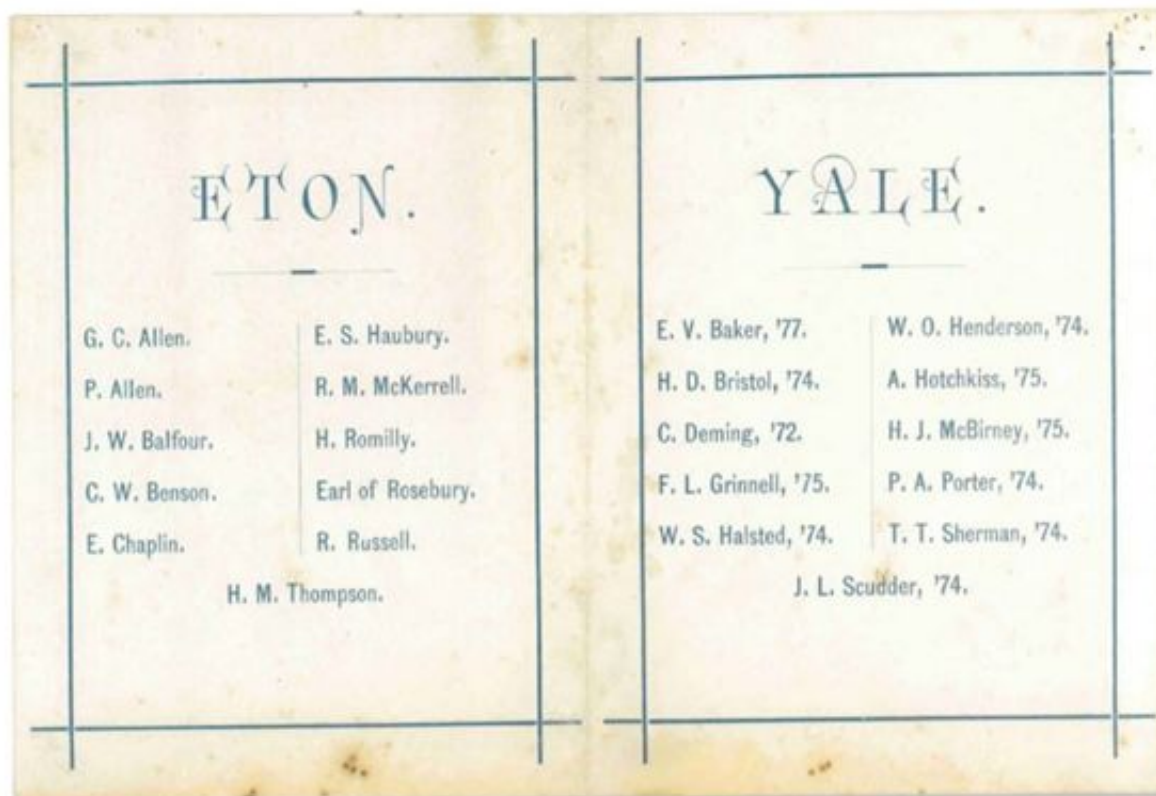 ETON.
G. C. Allen.
P. Allen.
J. W. Balfour.
C. W. Benson.
E. Chaplin.
E. S. Haubury.
R. M. McKerrell.
H. Romilly.
Earl of Rosebury.
R. Russell.
H. M. Thompson.
YALE.
E. V. Baker, '77.
H. D. Bristol, '74.
C. Deming, '72.
F. L. Grinnell, '75.
W. S. Halsted, '74.
W. O. Henderson, '74.
A. Hotchkiss, '75.
H. J. McBirney, '75.
P. A. Porter, '74.
T. T. Sherman, '74.
J. L. Scudder, '74.